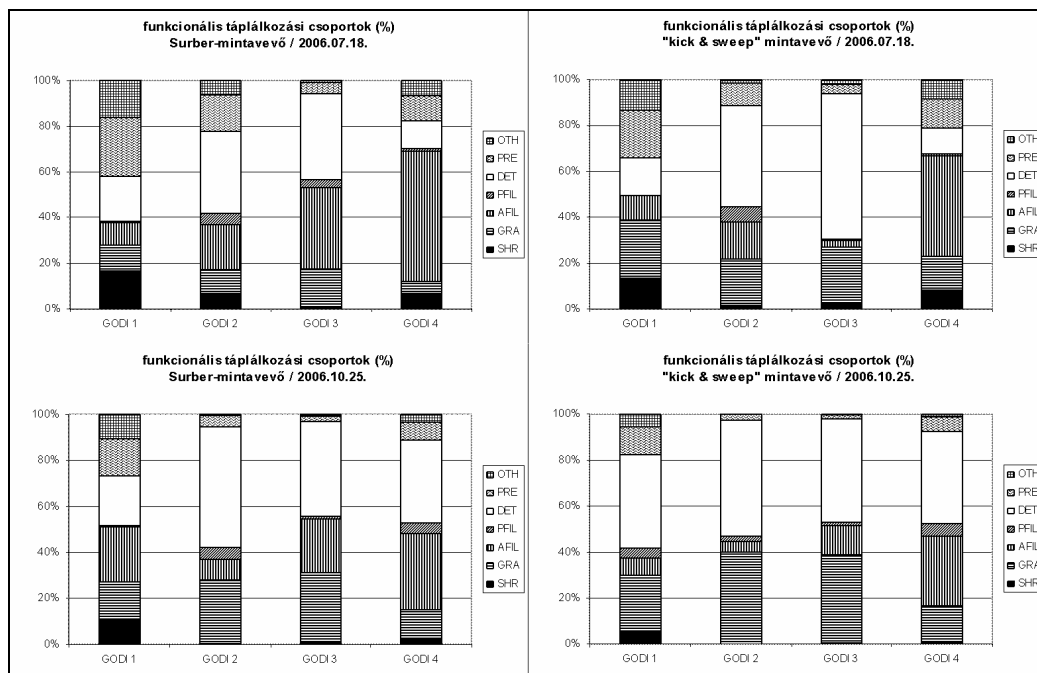 funkcionális táplálkozási csoportok (%)
Surber-mintavevő / 2006.07.18.
100%
80%
60%
40%
20%
0%
GODI 1
GODI 2
GODI 3
GODI 4
OTH
PRE
DET
PFIL
AFIL
GRA
SHR
funkcionális táplálkozási csoportok (%)
"kick & sweep" mintavevő / 2006.07.18.
100%
80%
60%
40%
20%
0%
GODI 1
GODI 2
GODI 3
GODI 4
OTH
PRE
DET
PFIL
AFIL
GRA
SHR
funkcionális táplálkozási csoportok (%)
Surber-mintavevő / 2006.10.25.
100%
80%
60%
40%
20%
0%
GODI 1
GODI 2
GODI 3
GODI 4
OTH
PRE
DET
PFIL
AFIL
GRA
SHR
funkcionális táplálkozási csoportok (%)
"kick & sweep" mintavevő / 2006.10.25.
100%
80%
60%
40%
20%
0%
GODI 1
GODI 2
GODI 3
GODI 4
OTH
PRE
DET
PFIL
AFIL
GRA
SHR